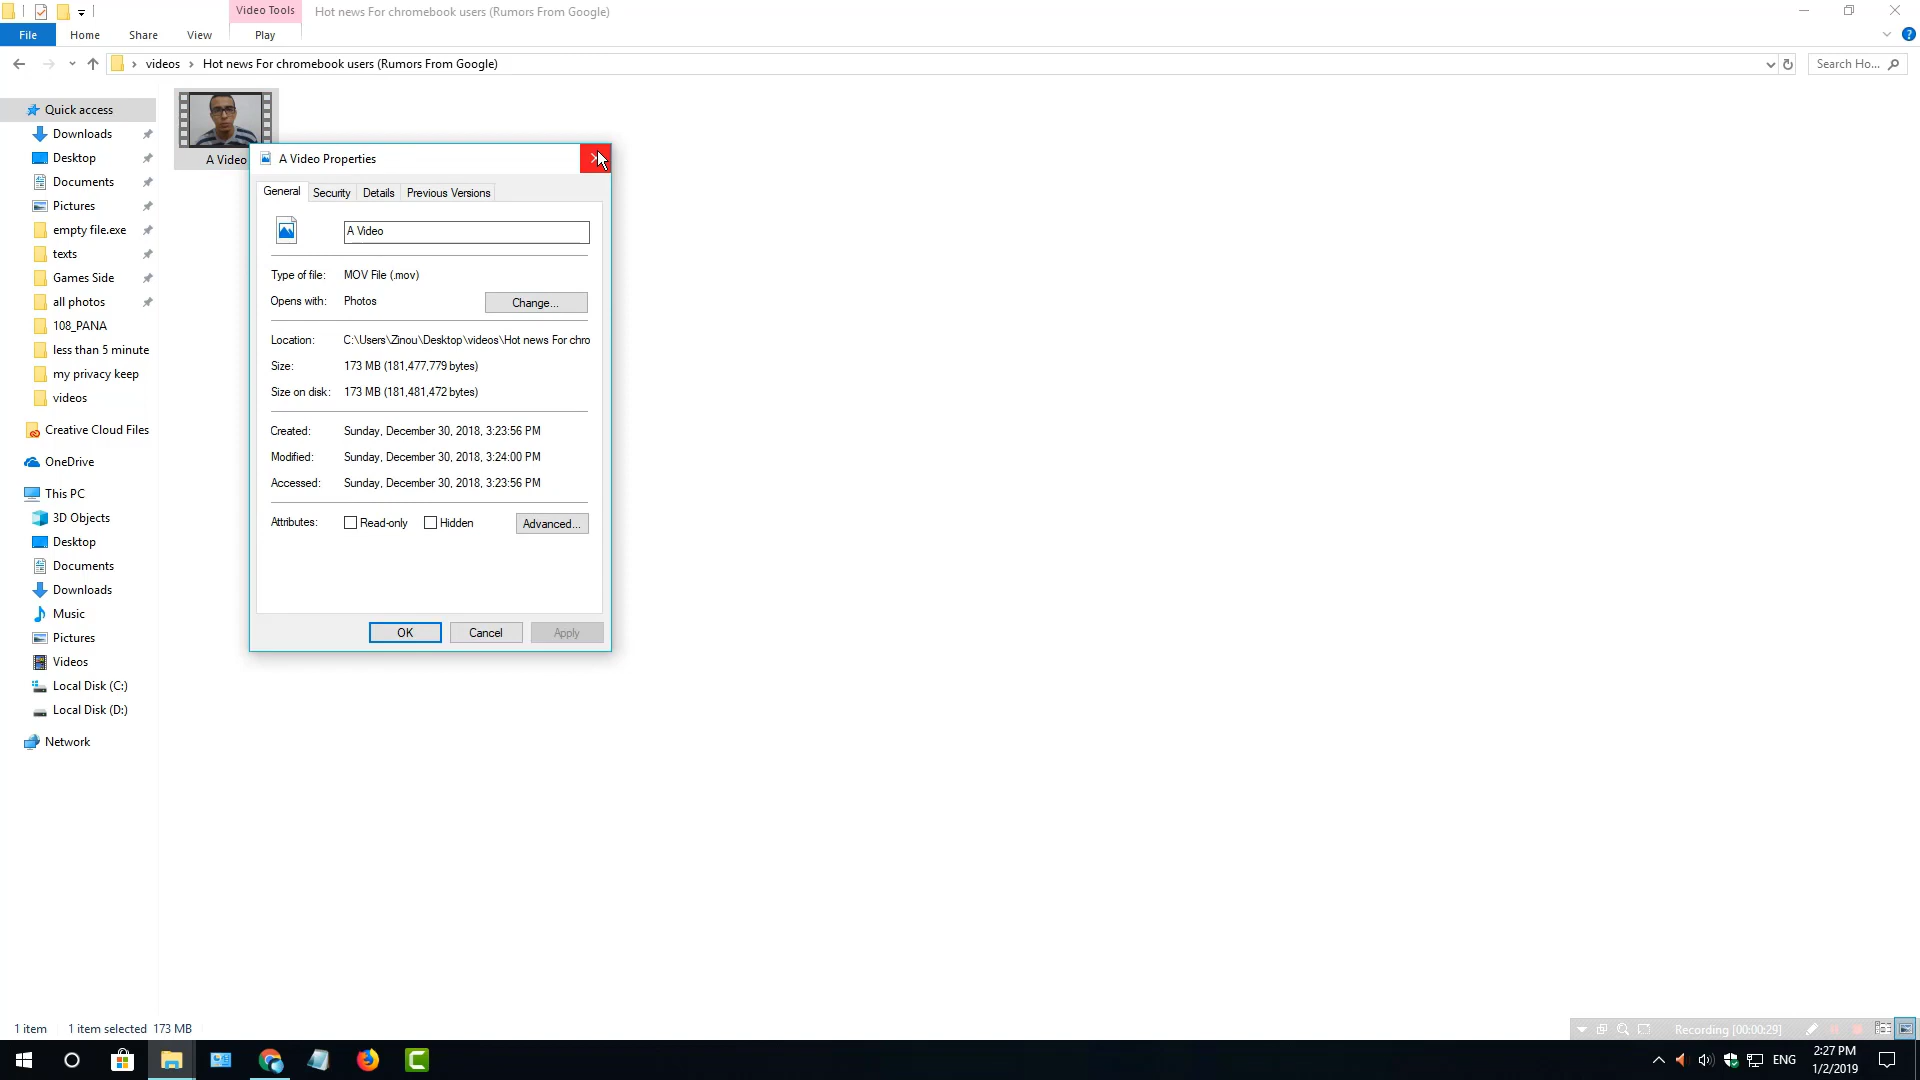 Video Tools
Hot news For chromebook users (Rumors From Google)
File
Home
Share
View
Play
videos
Hot news For chromebook users (Rumors From Google)
Search Ho...
Quick access
Downloads
Desktop
Documents
Pictures
empty file.exe
texts
Games Side
all photos
108_PANA
less than 5 minute
my privacy keep
videos
Creative Cloud Files
OneDrive
This PC
3D Objects
Desktop
Documents
Downloads
Music
Pictures
Videos
Local Disk (C:)
Local Disk (D:)
Network
A Video
A Video Properties
General
Security
Details
Previous Versions
A Video
Type of file:
MOV File (.mov)
Opens with:
Photos
Change...
Location:
C:\Users\Zinou\Desktop\videos\Hot news For chro
Size:
173 MB (181,477,779 bytes)
Size on disk:
173 MB (181,481,472 bytes)
Created:
Sunday, December 30, 2018, 3:23:56 PM
Modified:
Sunday, December 30, 2018, 3:24:00 PM
Accessed:
Sunday, December 30, 2018, 3:23:56 PM
Attributes:
Read-only
Hidden
Advanced...
OK
Cancel
Apply
1 item
1 item selected 173 MB
Recording [00:00:29]
ENG
2:27 PM
1/2/2019